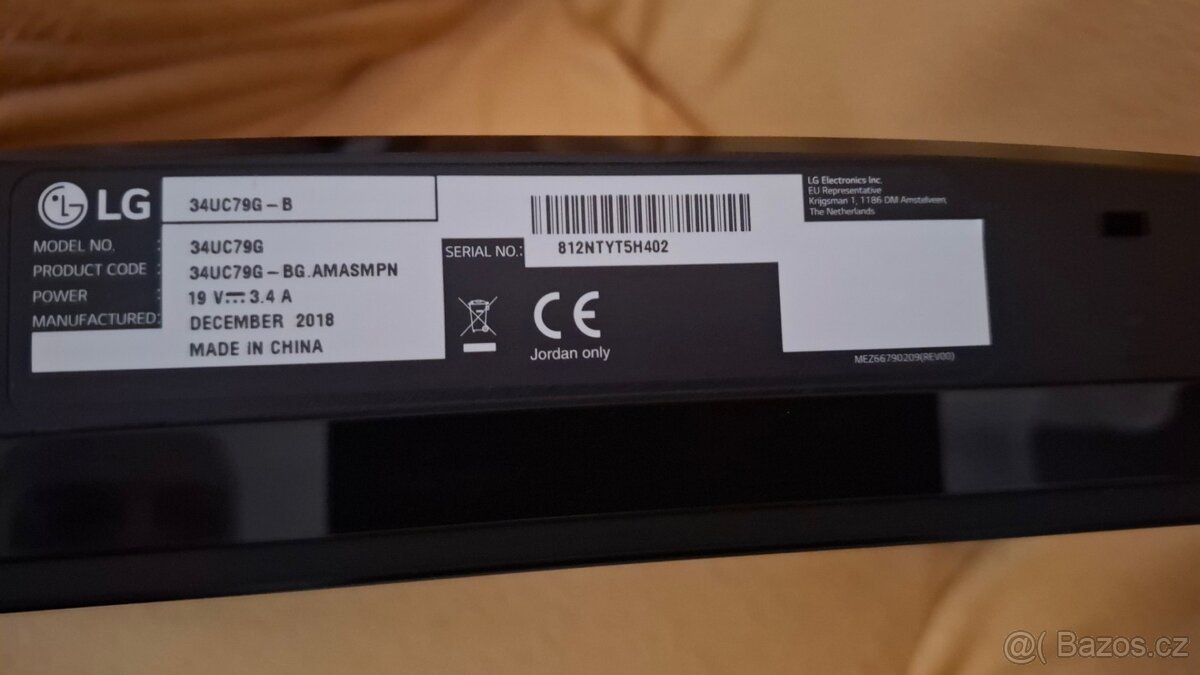 LG
34UC79G-B
MODEL NO. : 34UC79G
PRODUCT CODE : 34UC79G-BG.AMASMPN
POWER : 19 V 3.4 A
MANUFACTURED: DECEMBER 2018
MADE IN CHINA
SERIAL NO.: 812NTYT5H402
CE
Jordan only
LG Electronics Inc.
EU Representative
Krijgsman 1, 1186 DM Amstelveen,
The Netherlands
MEZ66790209(REV00)
@( Bazos.cz